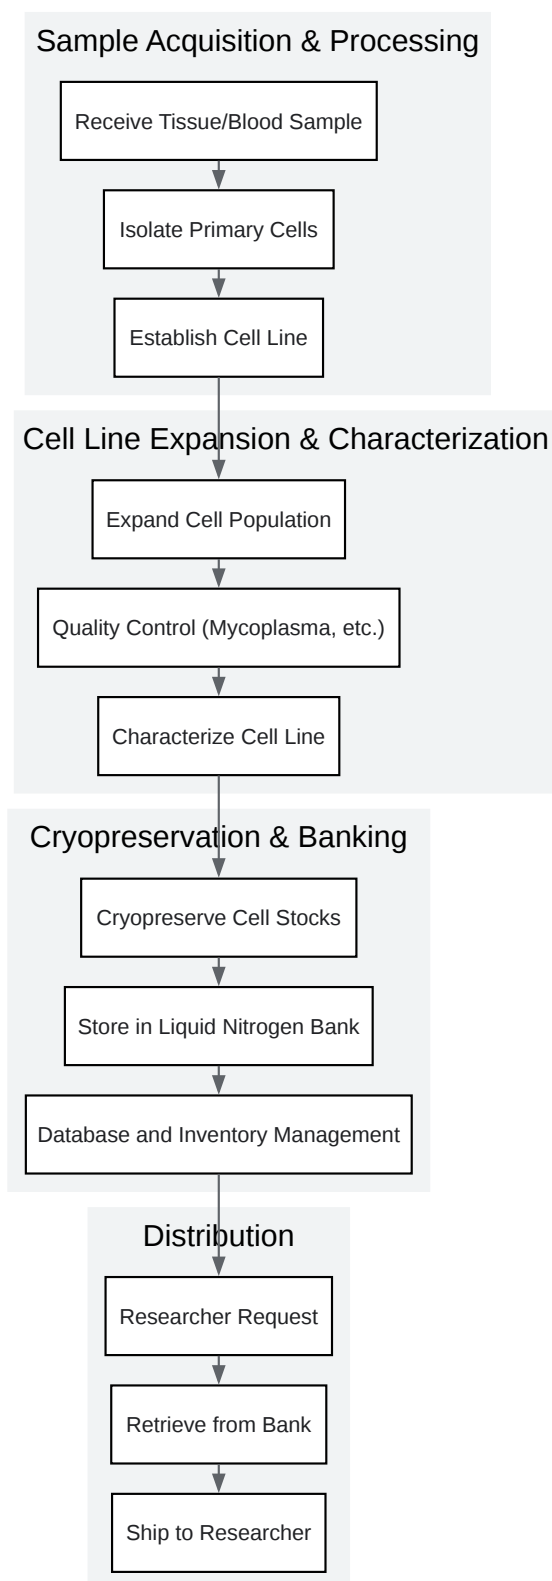 Sample Acquisition & Processing
Receive Tissue/Blood Sample
Isolate Primary Cells
Establish Cell Line
Cell Line Expansion & Characterization
Expand Cell Population
Quality Control (Mycoplasma, etc.)
Characterize Cell Line
Cryopreservation & Banking
Cryopreserve Cell Stocks
Store in Liquid Nitrogen Bank
Database and Inventory Management
Distribution
Researcher Request
Retrieve from Bank
Ship to Researcher